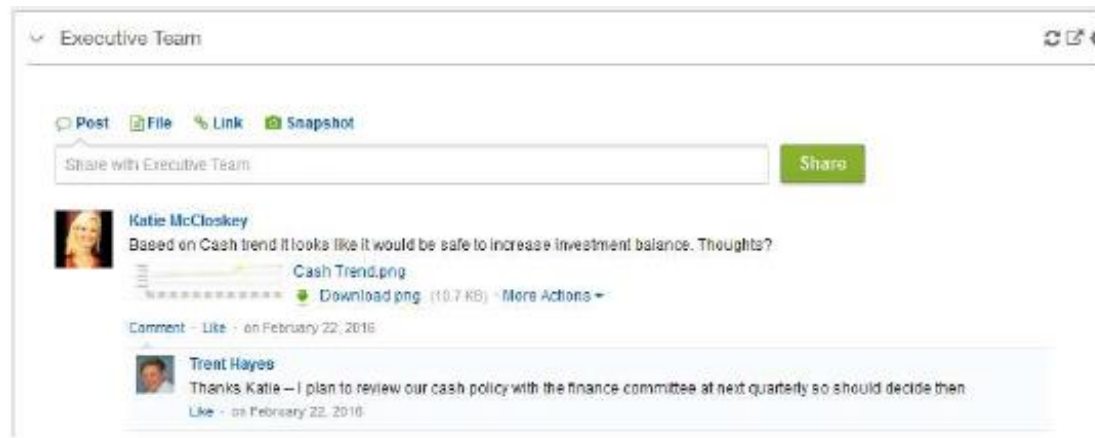 Executive Team
Post File Link Snapshot
Share with Executive Team
Share
Katie McCloskey
Based on Cash trend it looks like it would be safe to increase investment balance. Thoughts?
Cash Trend.png
Download png (10.7 KB) · More Actions
Comment · Like · on February 22, 2016
Trent Hayes
Thanks Katie – I plan to review our cash policy with the finance committee at next quarterly so should decide then
Like · on February 22, 2016